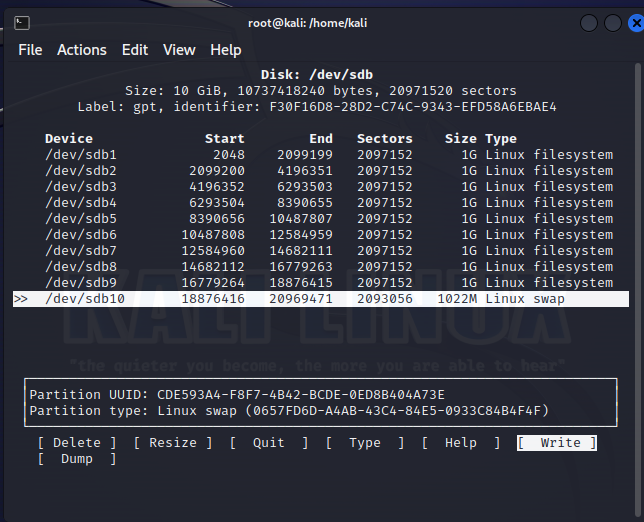 root@kali: /home/kali
File Actions Edit View Help
Disk: /dev/sdb
Size: 10 GiB, 10737418240 bytes, 20971520 sectors
Label: gpt, identifier: F30F16D8-28D2-C74C-9343-EFD58A6EBAE4
Device Start End Sectors Size Type
/dev/sdb1 2048 2099199 2097152 1G Linux filesystem
/dev/sdb2 2099200 4196351 2097152 1G Linux filesystem
/dev/sdb3 4196352 6293503 2097152 1G Linux filesystem
/dev/sdb4 6293504 8390655 2097152 1G Linux filesystem
/dev/sdb5 8390656 10487807 2097152 1G Linux filesystem
/dev/sdb6 10487808 12584959 2097152 1G Linux filesystem
/dev/sdb7 12584960 14682111 2097152 1G Linux filesystem
/dev/sdb8 14682112 16779263 2097152 1G Linux filesystem
/dev/sdb9 16779264 18876415 2097152 1G Linux filesystem
>> /dev/sdb10 18876416 20969471 2093056 1022M Linux swap
KALI LINUX
"the quieter you become, the more you are able to hear"
Partition UUID: CDE593A4-F8F7-4B42-BCDE-0ED8B404A73E
Partition type: Linux swap (0657FD6D-A4AB-43C4-84E5-0933C84B4F4F)
[ Delete ] [ Resize ] [ Quit ] [ Type ] [ Help ] [ Write ]
[ Dump ]